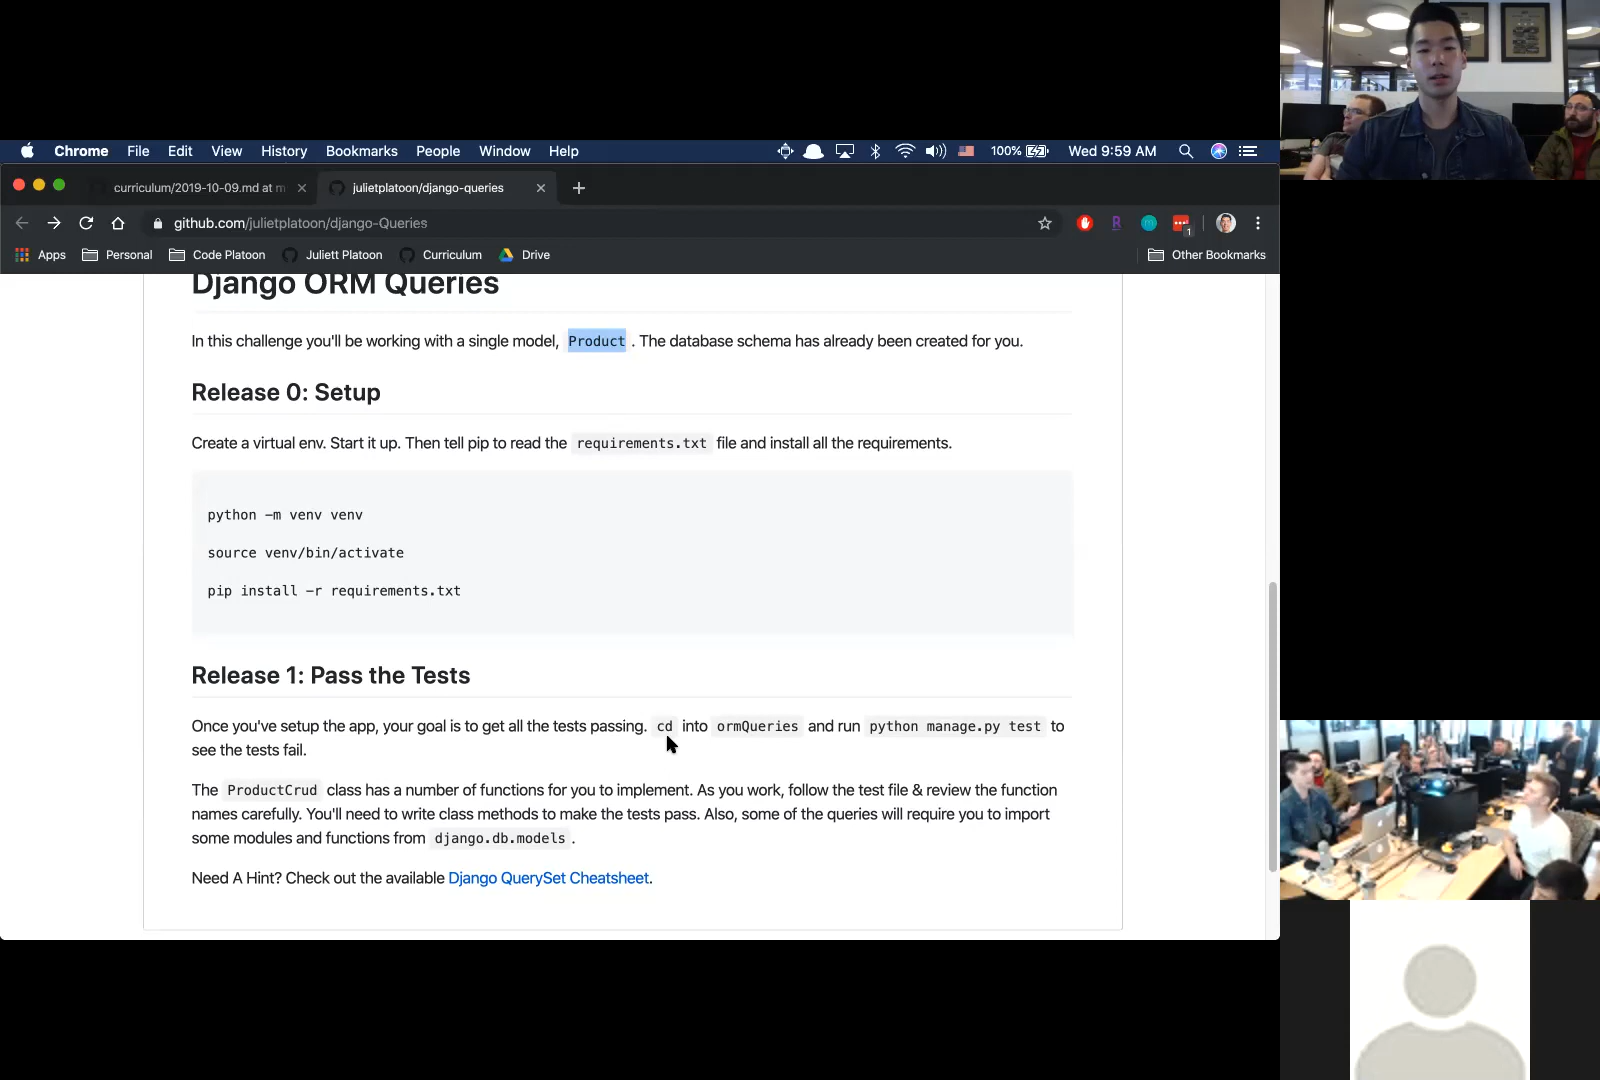 Chrome File Edit View History Bookmarks People Window Help 100% Wed 9:59 AM
curriculum/2019-10-09.md at m julietplatoon/django-queries
github.com/julietplatoon/django-Queries
Apps Personal Code Platoon Juliett Platoon Curriculum Drive Other Bookmarks
Django ORM Queries
In this challenge you'll be working with a single model, Product . The database schema has already been created for you.
Release 0: Setup
Create a virtual env. Start it up. Then tell pip to read the requirements.txt file and install all the requirements.
python -m venv venv
source venv/bin/activate
pip install -r requirements.txt
Release 1: Pass the Tests
Once you've setup the app, your goal is to get all the tests passing. cd into ormQueries and run python manage.py test to
see the tests fail.
The ProductCrud class has a number of functions for you to implement. As you work, follow the test file & review the function
names carefully. You'll need to write class methods to make the tests pass. Also, some of the queries will require you to import
some modules and functions from django.db.models .
Need A Hint? Check out the available Django QuerySet Cheatsheet.